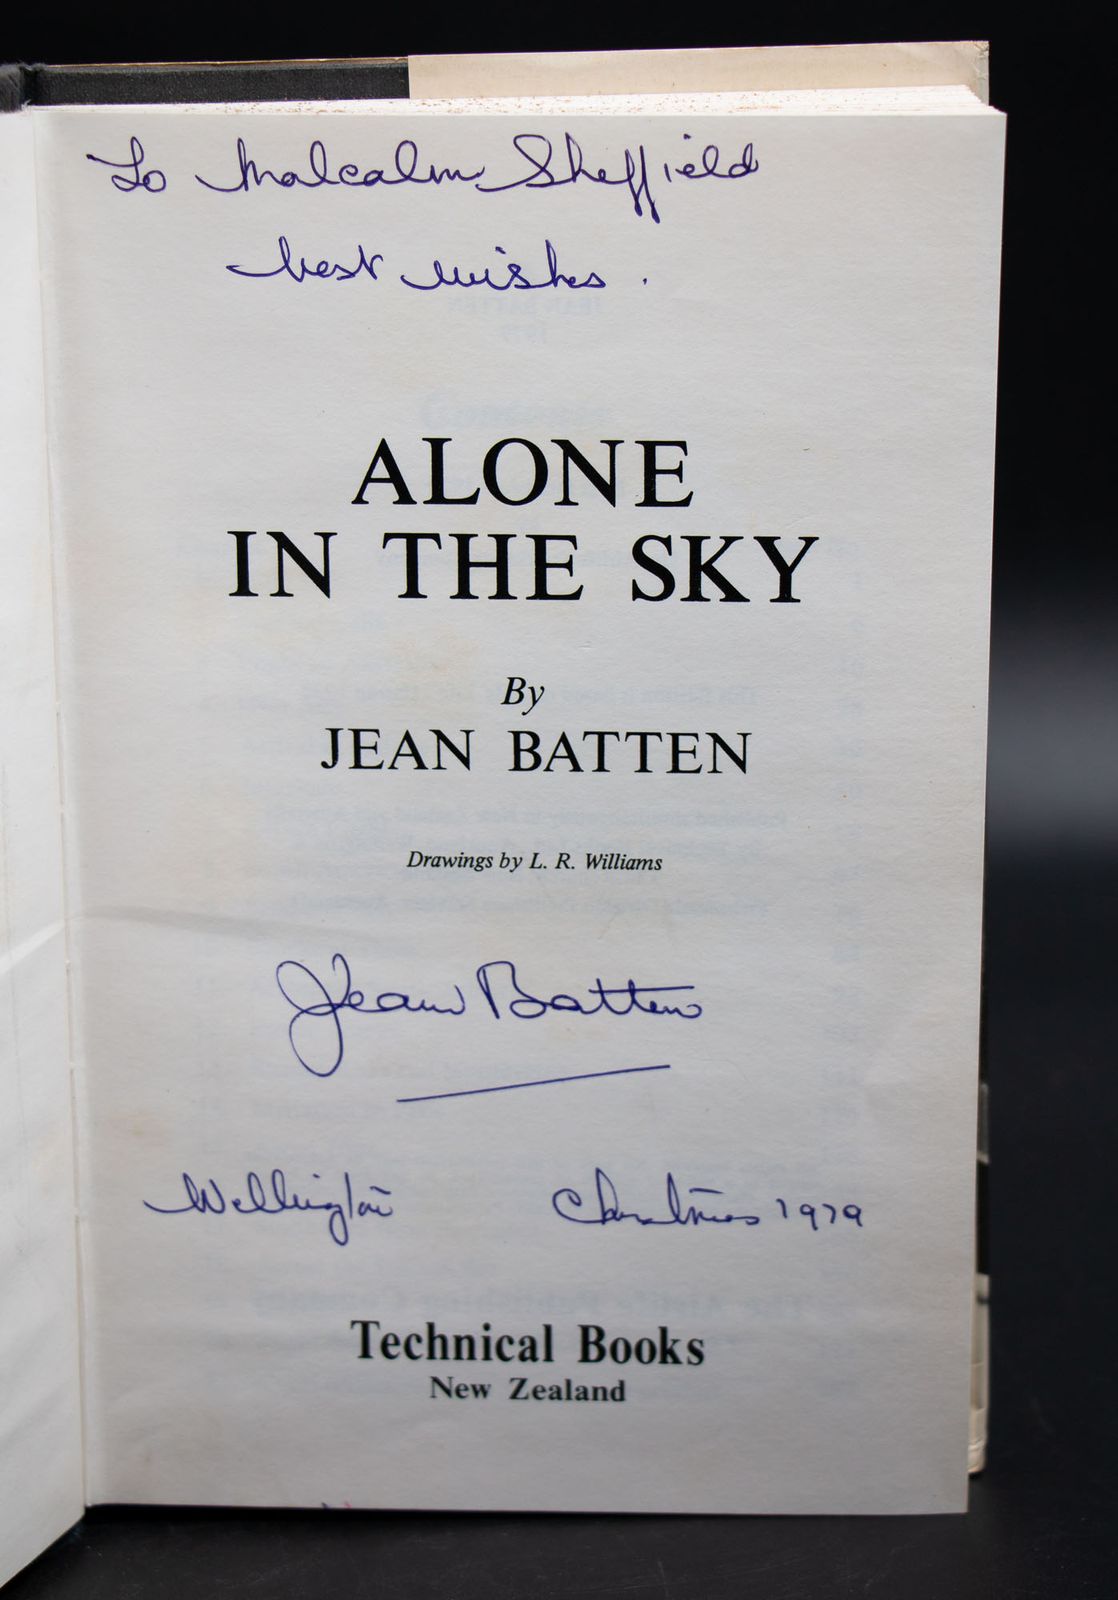 To Malcolm Sheffield
best wishes.
ALONE
IN THE SKY
By
JEAN BATTEN
Drawings by L. R. Williams
Jean Batten
Wellington Christmas 1979
Technical Books
New Zealand